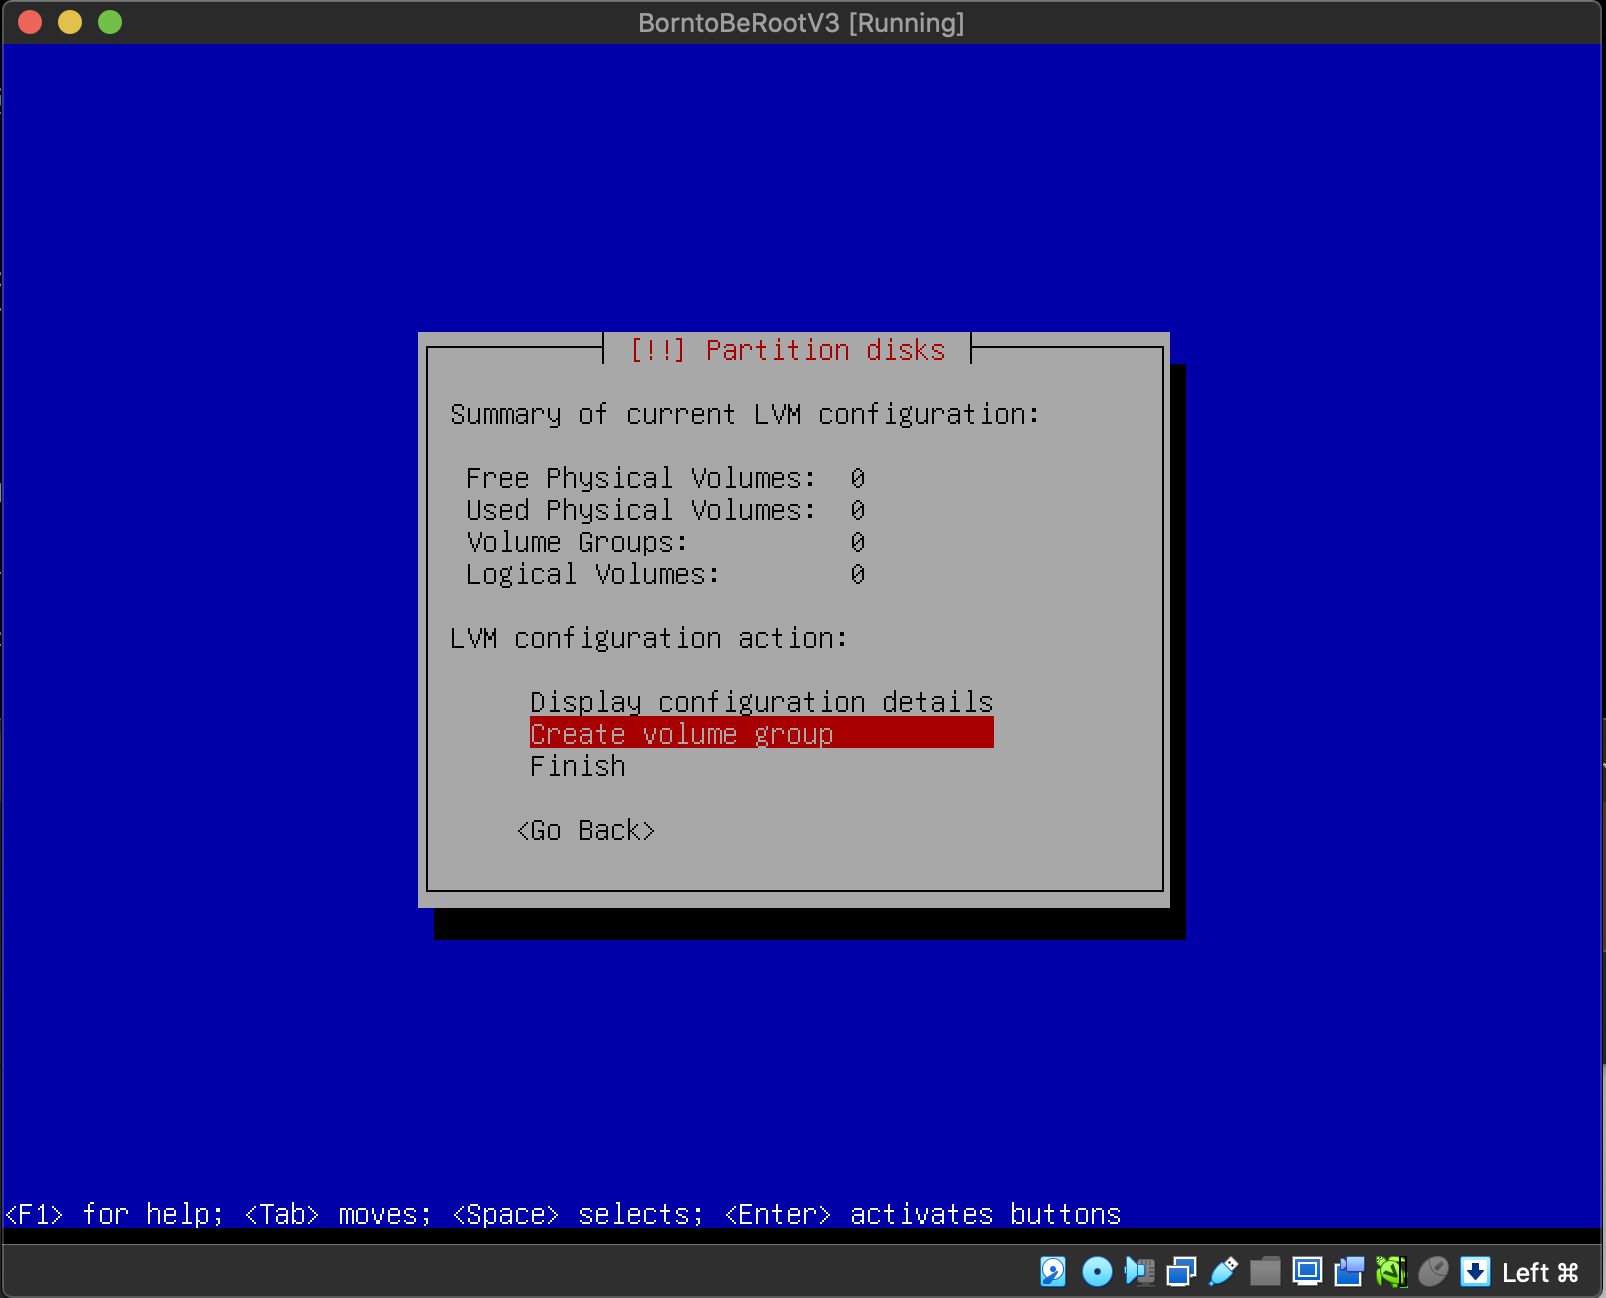 BorntoBeRootV3 [Running]
[!!] Partition disks
Summary of current LVM configuration:
Free Physical Volumes: 0
Used Physical Volumes: 0
Volume Groups: 0
Logical Volumes: 0
LVM configuration action:
Display configuration details
Create volume group
Finish
<Go Back>
<F1> for help; <Tab> moves; <Space> selects; <Enter> activates buttons
Left ⌘